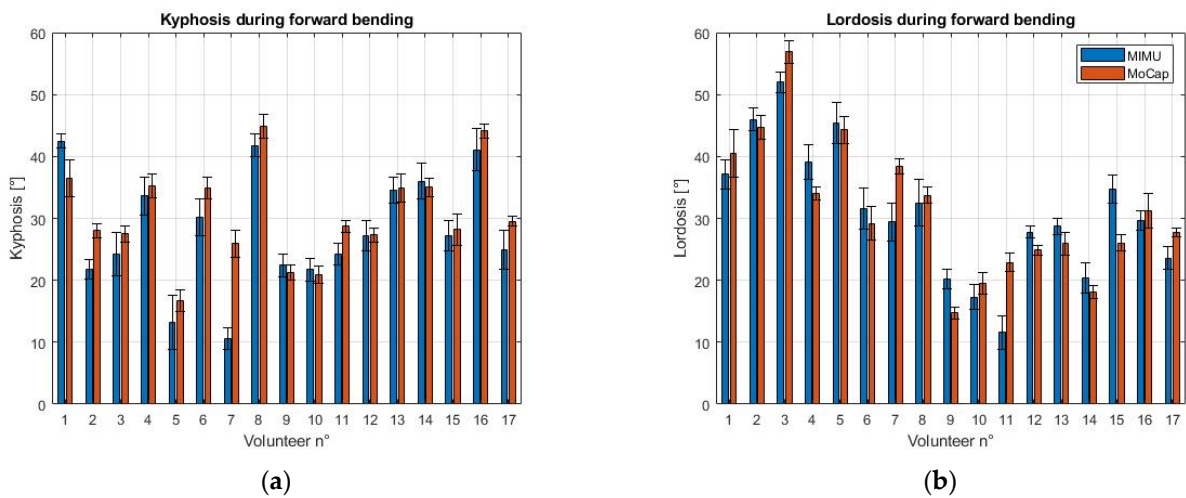 Kyphosis during forward bending
60
50
40
30
20
10
0
Kyphosis [°]
1 2 3 4 5 6 7 8 9 10 11 12 13 14 15 16 17
Volunteer n°
(a)
Lordosis during forward bending
60
50
40
30
20
10
0
Lordosis [°]
MIMU
MoCap
1 2 3 4 5 6 7 8 9 10 11 12 13 14 15 16 17
Volunteer n°
(b)